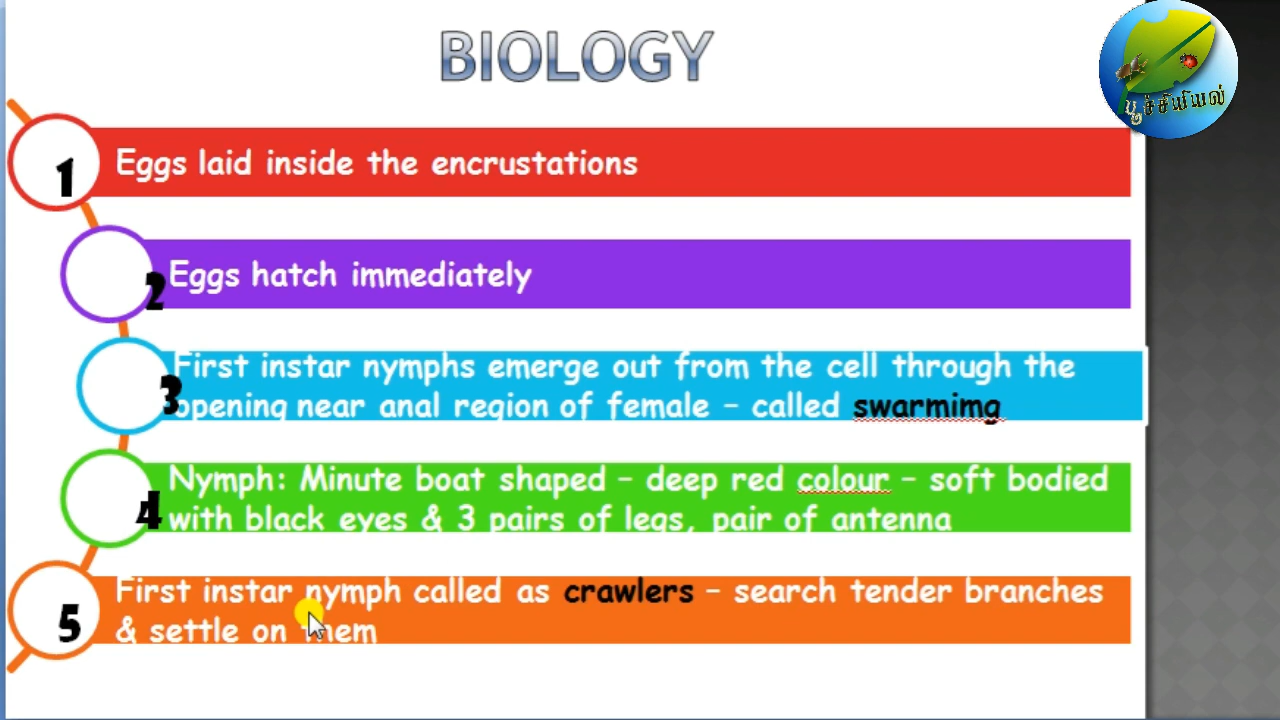 BIOLOGY
பூச்சியியல்
1
Eggs laid inside the encrustations
2
Eggs hatch immediately
3
First instar nymphs emerge out from the cell through the
opening near anal region of female – called swarmimg
4
Nymph: Minute boat shaped – deep red colour – soft bodied
with black eyes & 3 pairs of legs, pair of antenna
5
First instar nymph called as crawlers – search tender branches
& settle on them